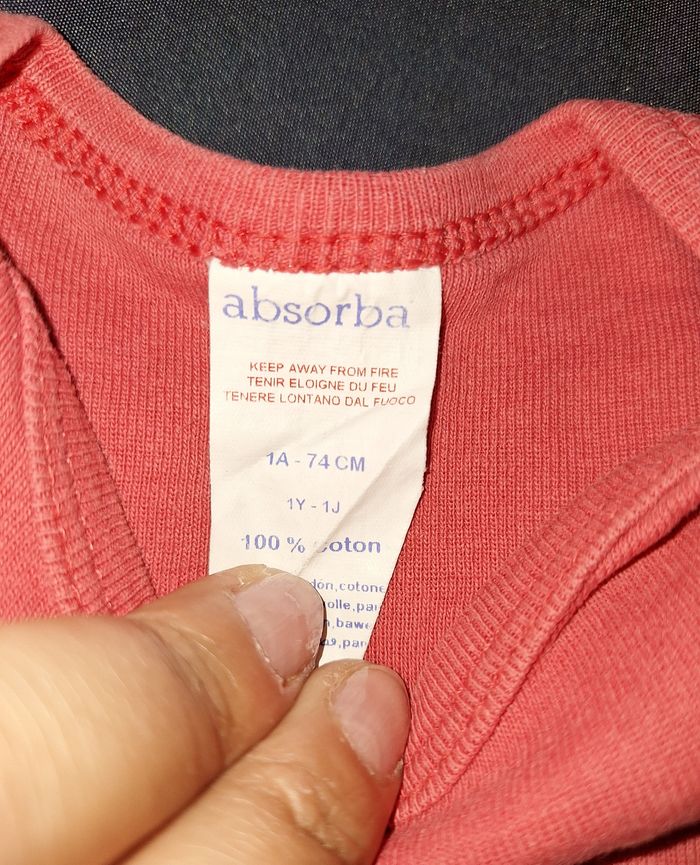 absorba
KEEP AWAY FROM FIRE
TENIR ELOIGNE DU FEU
TENERE LONTANO DAL FUOCO
1A - 74 CM
1Y - 1J
100 % coton